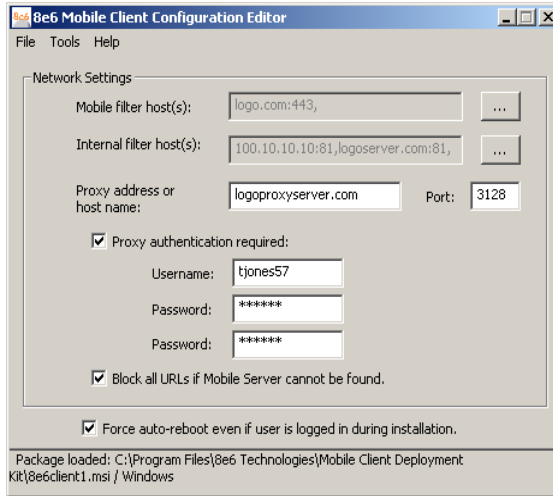 8e6 8e6 Mobile Client Configuration Editor
File Tools Help
Network Settings
Mobile filter host(s): logo.com:443, ...
Internal filter host(s): 100.10.10.10:81,logoserver.com:81, ...
Proxy address or
host name: logoproxyserver.com Port: 3128
Proxy authentication required:
Username: tjones57
Password: ******
Password: ******
Block all URLs if Mobile Server cannot be found.
Force auto-reboot even if user is logged in during installation.
Package loaded: C:\Program Files\8e6 Technologies\Mobile Client Deployment
Kit\8e6client1.msi / Windows